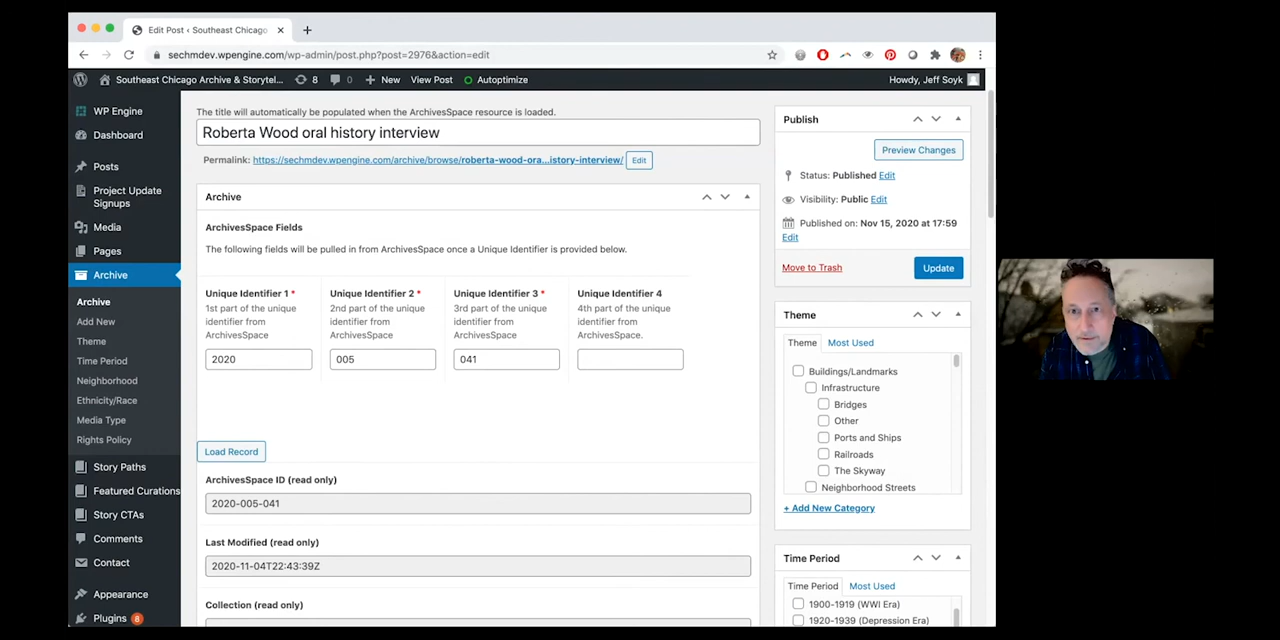 Edit Post ‹ Southeast Chicago
sechmdev.wpengine.com/wp-admin/post.php?post=2976&action=edit
Southeast Chicago Archive & Storytel... 8 0 New View Post Autoptimize Howdy, Jeff Soyk
WP Engine
Dashboard
Posts
Project Update
Signups
Media
Pages
Archive
Archive
Add New
Theme
Time Period
Neighborhood
Ethnicity/Race
Media Type
Rights Policy
Story Paths
Featured Curations
Story CTAs
Comments
Contact
Appearance
Plugins 8
The title will automatically be populated when the ArchivesSpace resource is loaded.
Roberta Wood oral history interview
Permalink: https://sechmdev.wpengine.com/archive/browse/roberta-wood-ora...istory-interview/ Edit
Archive
ArchivesSpace Fields
The following fields will be pulled in from ArchivesSpace once a Unique Identifier is provided below.
Unique Identifier 1 * Unique Identifier 2 * Unique Identifier 3 * Unique Identifier 4
1st part of the unique 2nd part of the unique 3rd part of the unique 4th part of the unique
identifier from identifier from identifier from identifier from
ArchivesSpace ArchivesSpace ArchivesSpace ArchivesSpace.
2020 005 041
Load Record
ArchivesSpace ID (read only)
2020-005-041
Last Modified (read only)
2020-11-04T22:43:39Z
Collection (read only)
Publish
Preview Changes
Status: Published Edit
Visibility: Public Edit
Published on: Nov 15, 2020 at 17:59
Edit
Move to Trash Update
Theme
Theme Most Used
Buildings/Landmarks
Infrastructure
Bridges
Other
Ports and Ships
Railroads
The Skyway
Neighborhood Streets
+ Add New Category
Time Period
Time Period Most Used
1900-1919 (WWI Era)
1920-1939 (Depression Era)